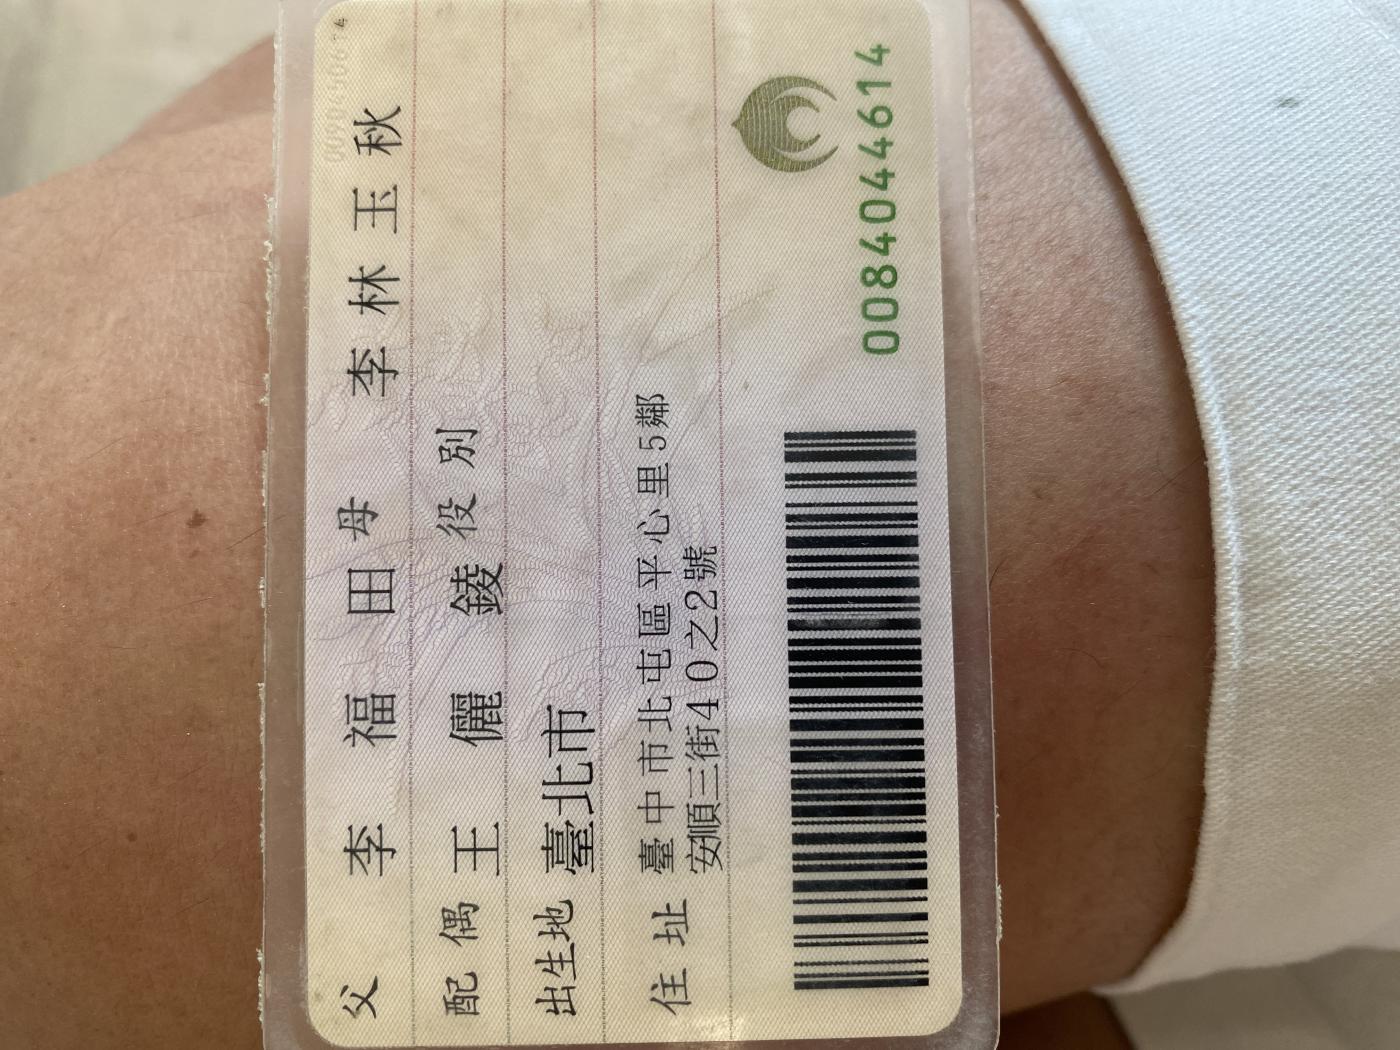 父 李 福 田 母 李 林 玉 秋
配 偶 王 儷 錂 役 別
出生地 臺北市
住 址 臺中市北屯區平心里5鄰
安順三街40之2號
0084044614